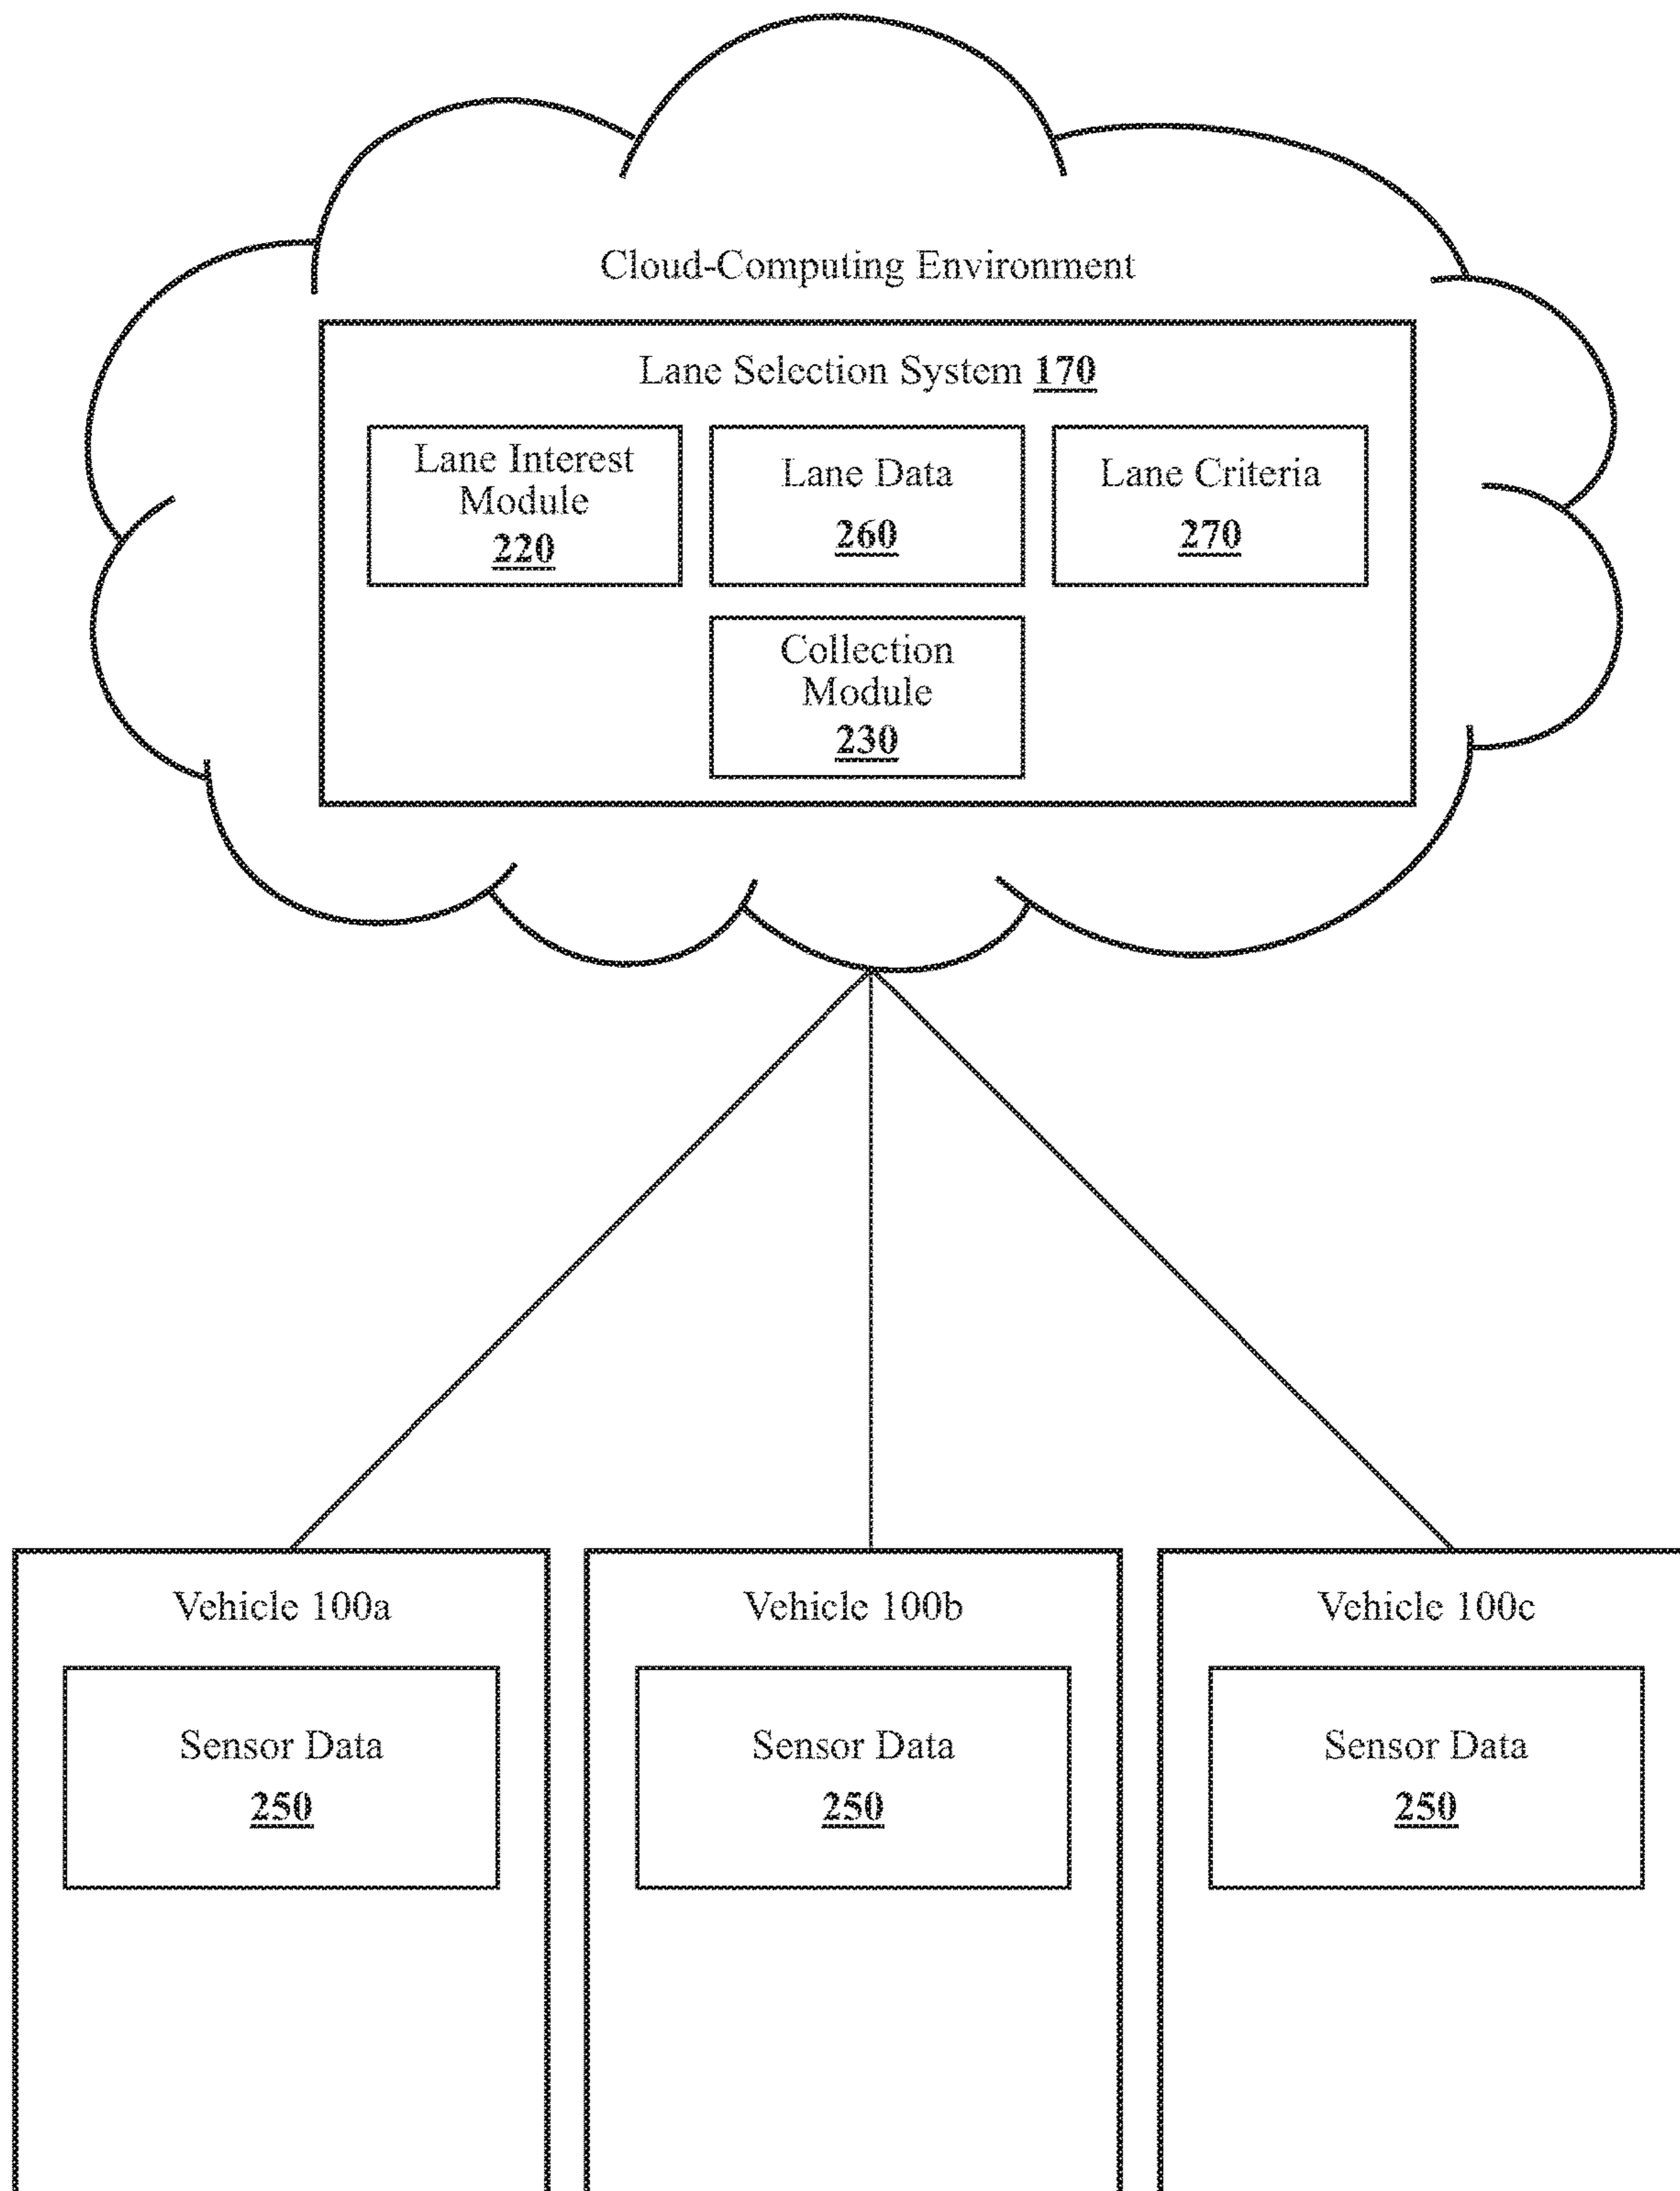 Cloud-Computing Environment
Lane Selection System 170
Lane Interest
Module
220
Lane Data
260
Lane Criteria
270
Collection
Module
230
Vehicle 100a
Sensor Data
250
Vehicle 100b
Sensor Data
250
Vehicle 100c
Sensor Data
250